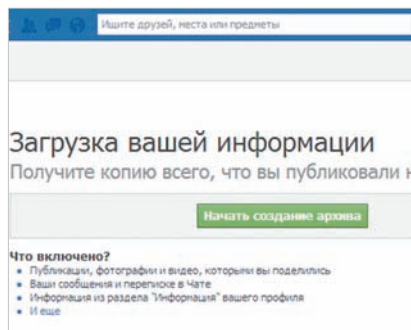 Ищите друзей, места или предметы
Загрузка вашей информации
Получите копию всего, что вы публиковали н
Начать создание архива
Что включено?
Публикации, фотографии и видео, которыми вы поделились
Ваши сообщения и переписке в Чате
Информация из раздела "Информация" вашего профиля
И еще